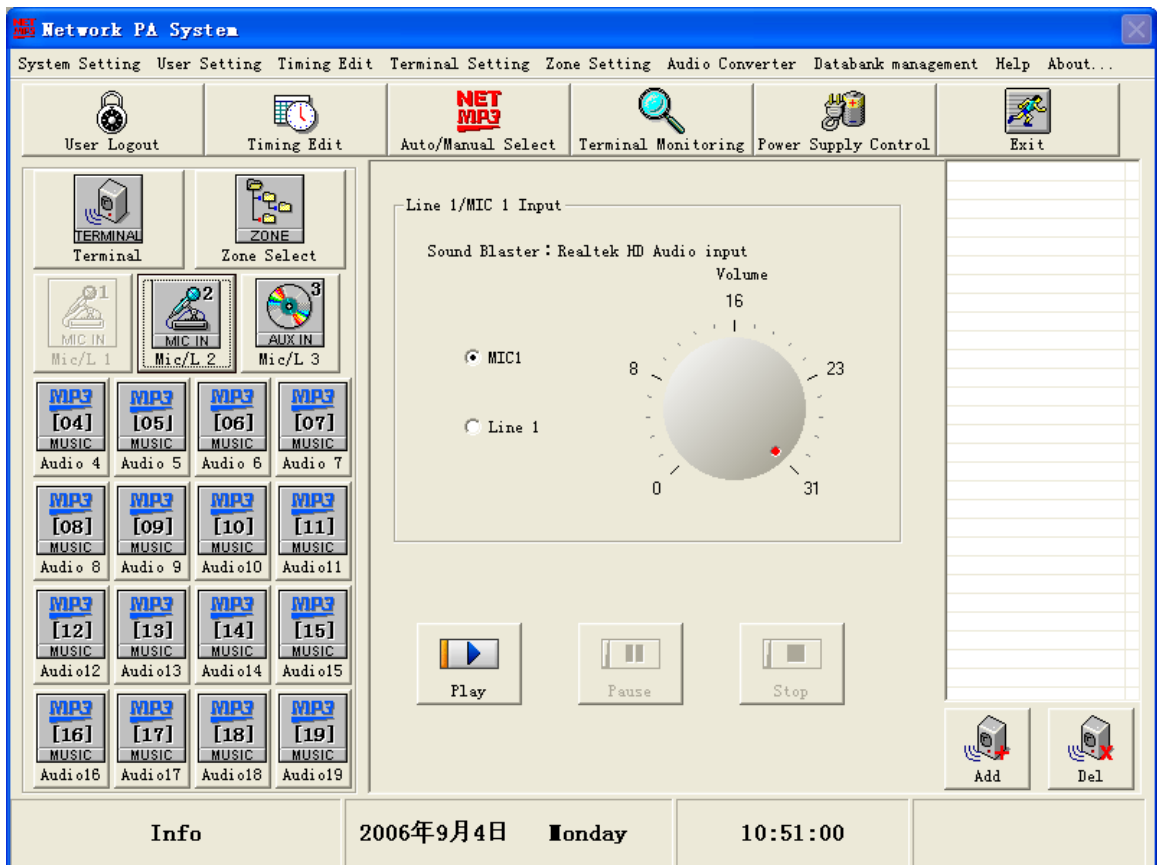 NET MP3 Network PA System
System Setting User Setting Timing Edit Terminal Setting Zone Setting Audio Converter Databank management Help About...
NET
MP3
User Logout Timing Edit Auto/Manual Select Terminal Monitoring Power Supply Control Exit
TERMINAL ZONE
Terminal Zone Select
1 2 3
MIC IN MIC IN AUX IN
Mic/L 1 Mic/L 2 Mic/L 3
MP3 MP3 MP3 MP3
[04] [05] [06] [07]
MUSIC MUSIC MUSIC MUSIC
Audio 4 Audio 5 Audio 6 Audio 7
MP3 MP3 MP3 MP3
[08] [09] [10] [11]
MUSIC MUSIC MUSIC MUSIC
Audio 8 Audio 9 Audio10 Audio11
MP3 MP3 MP3 MP3
[12] [13] [14] [15]
MUSIC MUSIC MUSIC MUSIC
Audio12 Audio13 Audio14 Audio15
MP3 MP3 MP3 MP3
[16] [17] [18] [19]
MUSIC MUSIC MUSIC MUSIC
Audio16 Audio17 Audio18 Audio19
Line 1/MIC 1 Input
Sound Blaster：Realtek HD Audio input
Volume
16
MIC1
8 23
Line 1
0 31
Play Pause Stop
Add Del
Info 2006年9月4日 Monday 10:51:00